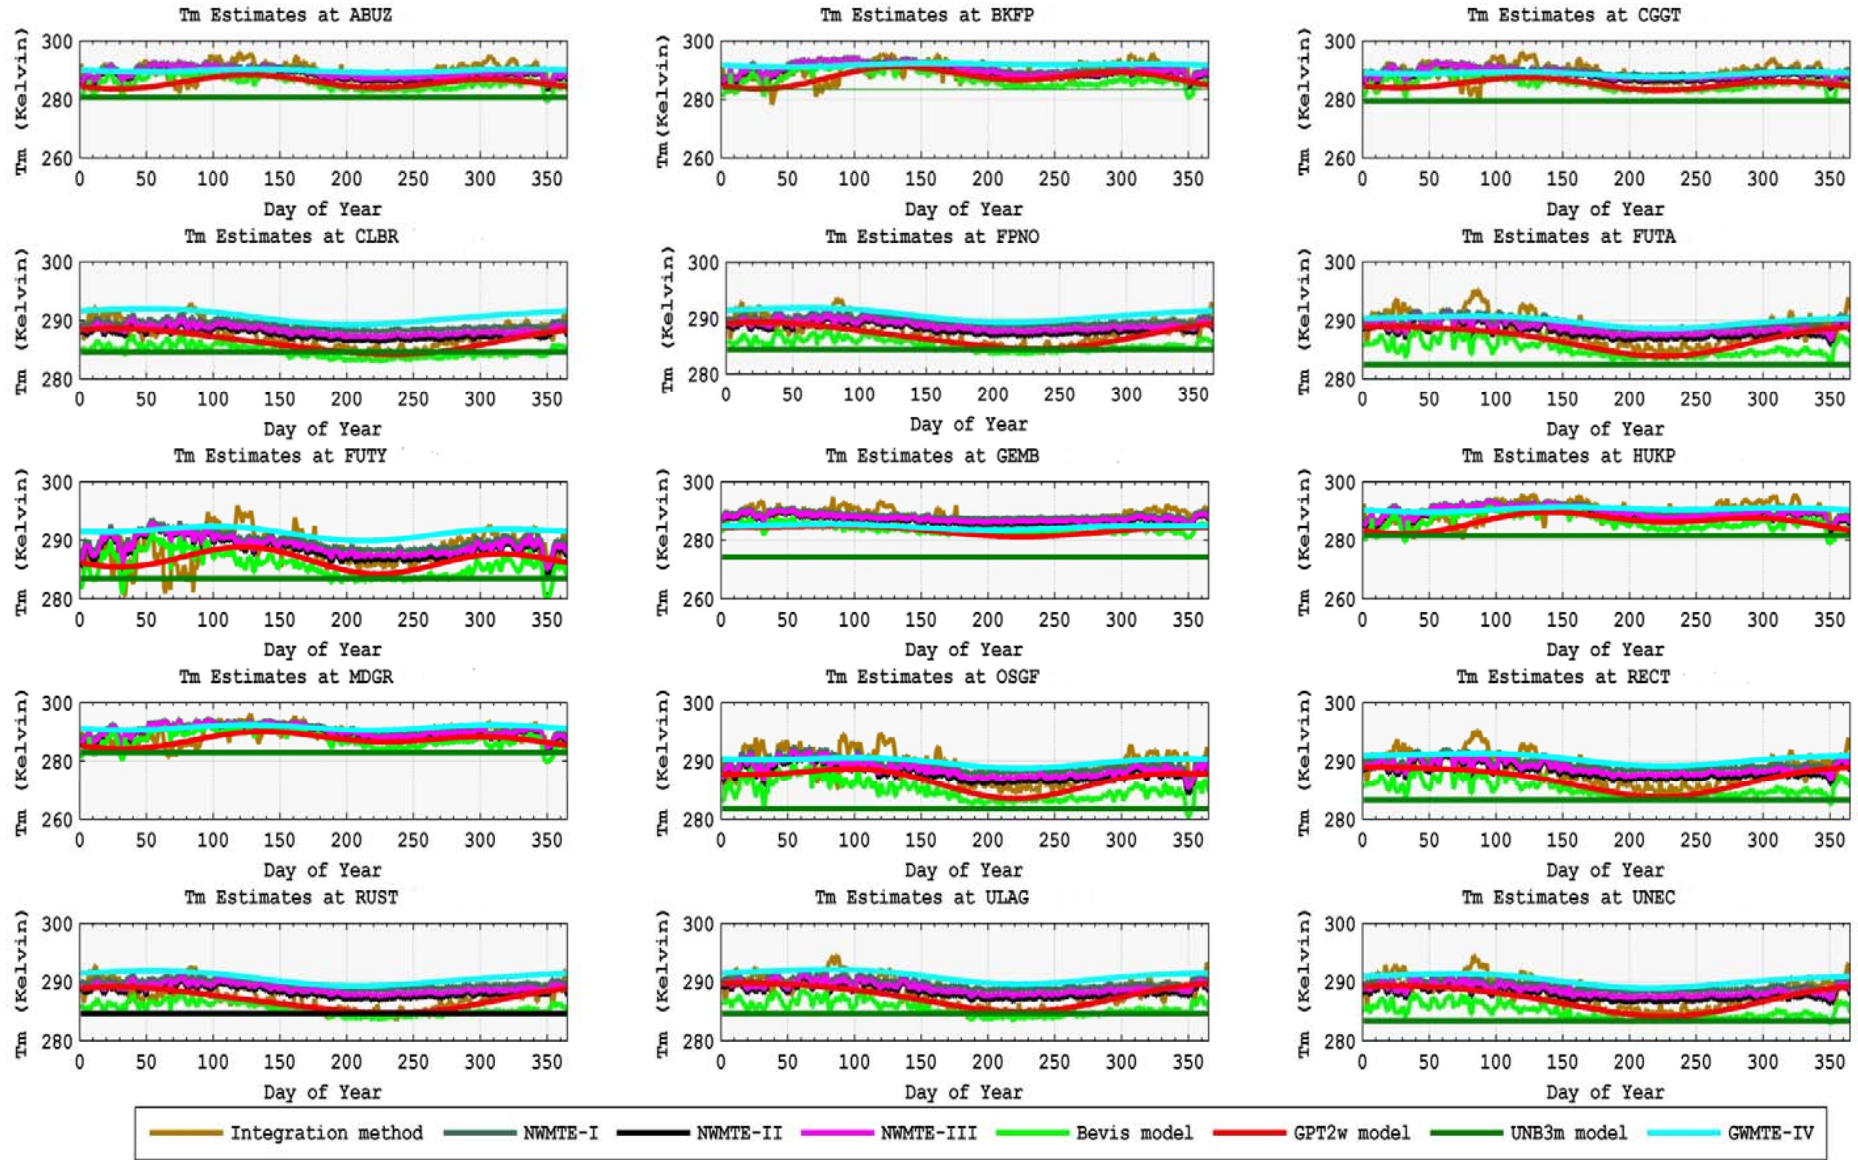 Tm Estimates at ABUZ
Tm Estimates at BKFP
Tm Estimates at CGGT
Tm (Kelvin)
300
280
260
0 50 100 150 200 250 300 350
Day of Year
Tm (Kelvin)
300
280
260
0 50 100 150 200 250 300 350
Day of Year
Tm (Kelvin)
300
280
260
0 50 100 150 200 250 300 350
Day of Year
Tm Estimates at CLBR
Tm Estimates at FPNO
Tm Estimates at FUTA
Tm (Kelvin)
300
290
280
0 50 100 150 200 250 300 350
Day of Year
Tm (Kelvin)
300
290
280
0 50 100 150 200 250 300 350
Day of Year
Tm (Kelvin)
300
290
280
0 50 100 150 200 250 300 350
Day of Year
Tm Estimates at FUTY
Tm Estimates at GEMB
Tm Estimates at HUKP
Tm (Kelvin)
300
290
280
0 50 100 150 200 250 300 350
Day of Year
Tm (Kelvin)
300
280
260
0 50 100 150 200 250 300 350
Day of Year
Tm (Kelvin)
300
280
260
0 50 100 150 200 250 300 350
Day of Year
Tm Estimates at MDGR
Tm Estimates at OSGF
Tm Estimates at RECT
Tm (Kelvin)
300
280
260
0 50 100 150 200 250 300 350
Day of Year
Tm (Kelvin)
300
290
280
0 50 100 150 200 250 300 350
Day of Year
Tm (Kelvin)
300
290
280
0 50 100 150 200 250 300 350
Day of Year
Tm Estimates at RUST
Tm Estimates at ULAG
Tm Estimates at UNEC
Tm (Kelvin)
300
290
280
0 50 100 150 200 250 300 350
Day of Year
Tm (Kelvin)
300
290
280
0 50 100 150 200 250 300 350
Day of Year
Tm (Kelvin)
300
290
280
0 50 100 150 200 250 300 350
Day of Year
Integration method NWMTE-I NWMTE-II NWMTE-III Bevis model GPT2w model UNB3m model GWMTE-IV